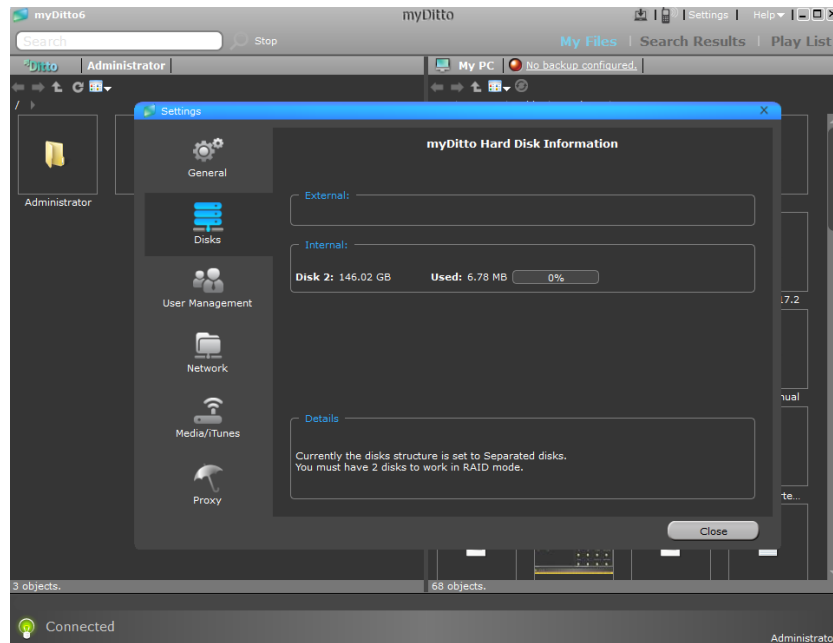 myDitto6
myDitto
Settings
Help
Search
Stop
My Files | Search Results | Play List
Ditto
Administrator
My PC
No backup configured.
/
Settings
General
Disks
User Management
Network
Media/iTunes
Proxy
myDitto Hard Disk Information
External:
Internal:
Disk 2: 146.02 GB
Used: 6.78 MB
0%
Details
Currently the disks structure is set to Separated disks.
You must have 2 disks to work in RAID mode.
Close
Administrator
17.2
3 objects.
68 objects.
Connected